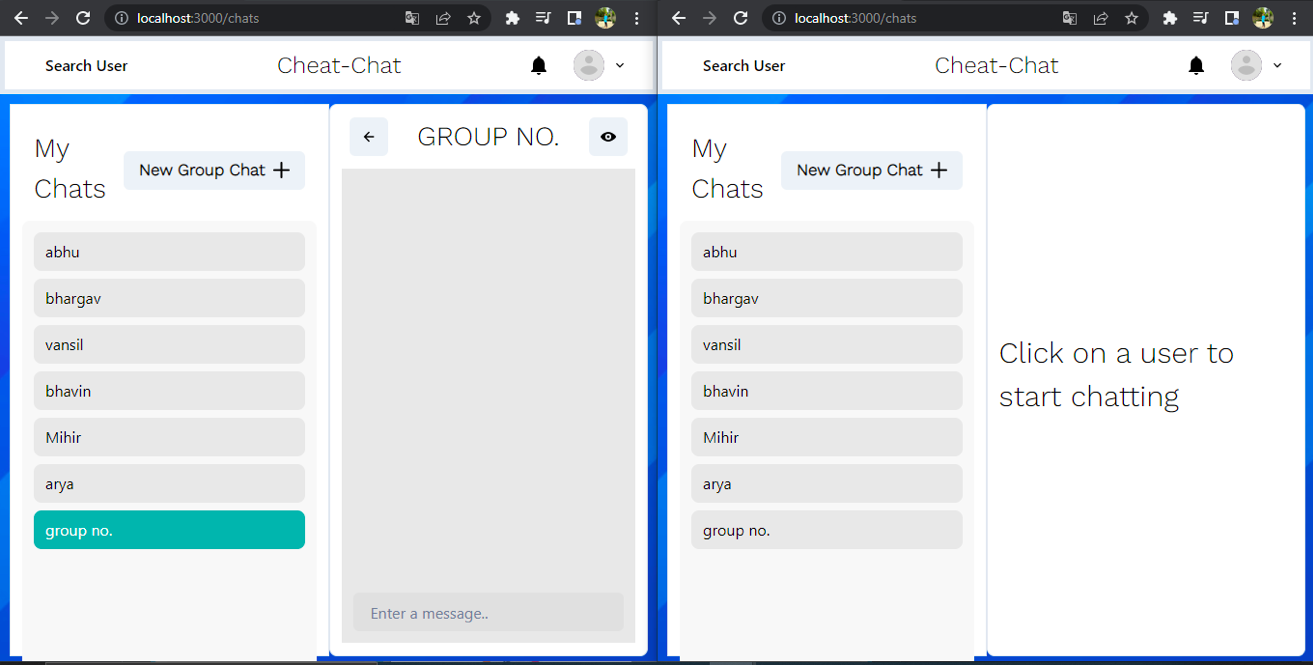 localhost:3000/chats
Search User
Cheat-Chat
My
Chats
New Group Chat
abhu
bhargav
vansil
bhavin
Mihir
arya
group no.
GROUP NO.
Enter a message..
localhost:3000/chats
Search User
Cheat-Chat
My
Chats
New Group Chat
abhu
bhargav
vansil
bhavin
Mihir
arya
group no.
Click on a user to
start chatting